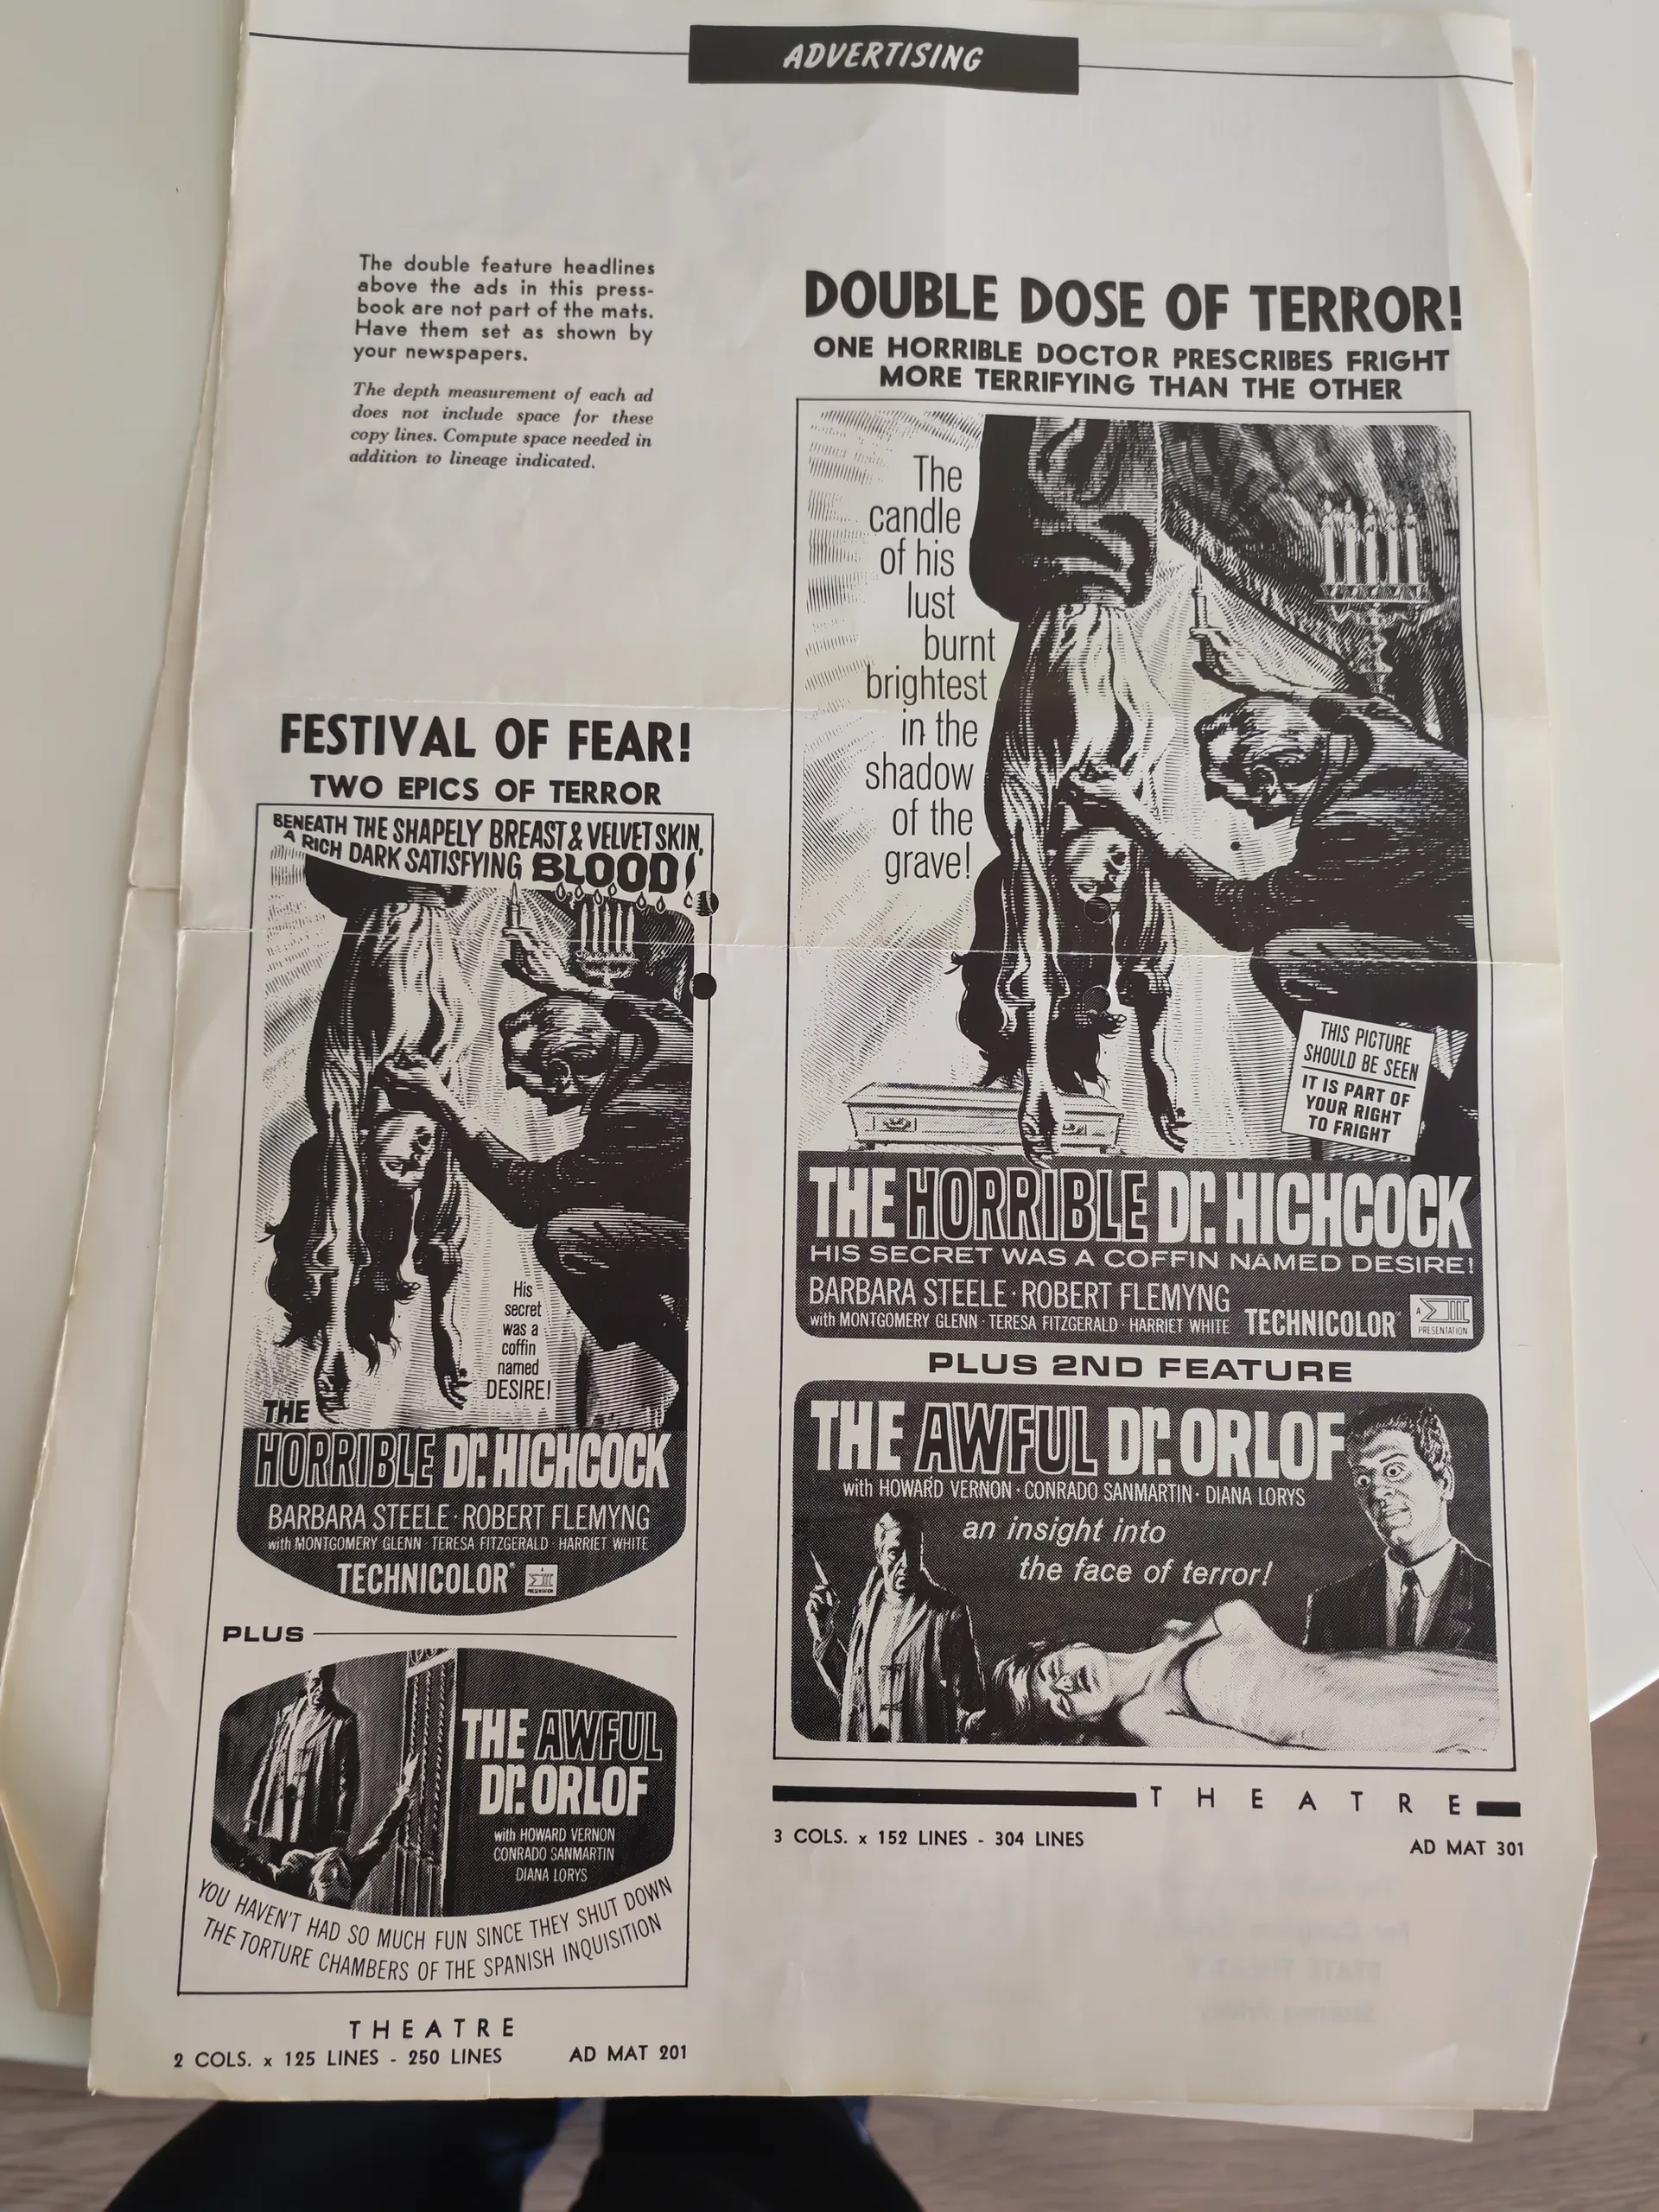 ADVERTISING
The double feature headlines
above the ads in this press-
book are not part of the mats.
Have them set as shown by
your newspapers.
The depth measurement of each ad
does not include space for these
copy lines. Compute space needed in
addition to lineage indicated.
FESTIVAL OF FEAR!
TWO EPICS OF TERROR
BENEATH THE SHAPELY BREAST & VELVET SKIN,
A RICH DARK SATISFYING BLOOD!
His
secret
was a
coffin
named
DESIRE!
THE
HORRIBLE Dr. HICHCOCK
BARBARA STEELE · ROBERT FLEMYNG
with MONTGOMERY GLENN · TERESA FITZGERALD · HARRIET WHITE
TECHNICOLOR®
PLUS
THE AWFUL
Dr. ORLOF
with HOWARD VERNON
CONRADO SANMARTIN
DIANA LORYS
YOU HAVEN'T HAD SO MUCH FUN SINCE THEY SHUT DOWN
THE TORTURE CHAMBERS OF THE SPANISH INQUISITION
THEATRE
2 COLS. x 125 LINES - 250 LINES AD MAT 201
DOUBLE DOSE OF TERROR!
ONE HORRIBLE DOCTOR PRESCRIBES FRIGHT
MORE TERRIFYING THAN THE OTHER
The
candle
of his
lust
burnt
brightest
in the
shadow
of the
grave!
THIS PICTURE
SHOULD BE SEEN
IT IS PART OF
YOUR RIGHT
TO FRIGHT
THE HORRIBLE Dr. HICHCOCK
HIS SECRET WAS A COFFIN NAMED DESIRE!
BARBARA STEELE · ROBERT FLEMYNG
with MONTGOMERY GLENN · TERESA FITZGERALD · HARRIET WHITE TECHNICOLOR®
A
PRESENTATION
PLUS 2ND FEATURE
THE AWFUL Dr. ORLOF
with HOWARD VERNON · CONRADO SANMARTIN · DIANA LORYS
an insight into
the face of terror!
THEATRE
3 COLS. x 152 LINES - 304 LINES AD MAT 301